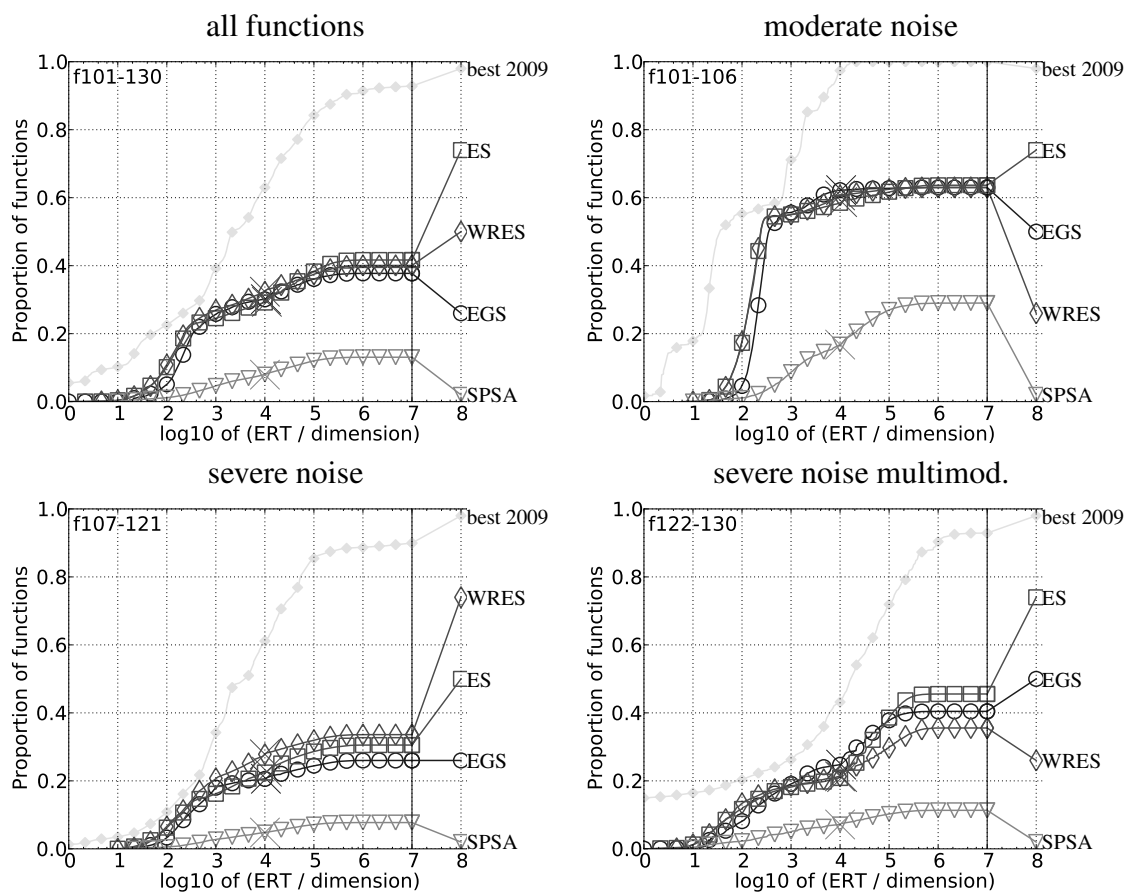 all functions
moderate noise
f101-130
1.0
0.8
0.6
0.4
0.2
0.0
Proportion of functions
0 1 2 3 4 5 6 7 8
log10 of (ERT / dimension)
best 2009
ES
WRES
EGS
SPSA
f101-106
1.0
0.8
0.6
0.4
0.2
0.0
Proportion of functions
0 1 2 3 4 5 6 7 8
log10 of (ERT / dimension)
best 2009
ES
EGS
WRES
SPSA
severe noise
severe noise multimod.
f107-121
1.0
0.8
0.6
0.4
0.2
0.0
Proportion of functions
0 1 2 3 4 5 6 7 8
log10 of (ERT / dimension)
best 2009
WRES
ES
EGS
SPSA
f122-130
1.0
0.8
0.6
0.4
0.2
0.0
Proportion of functions
0 1 2 3 4 5 6 7 8
log10 of (ERT / dimension)
best 2009
ES
EGS
WRES
SPSA